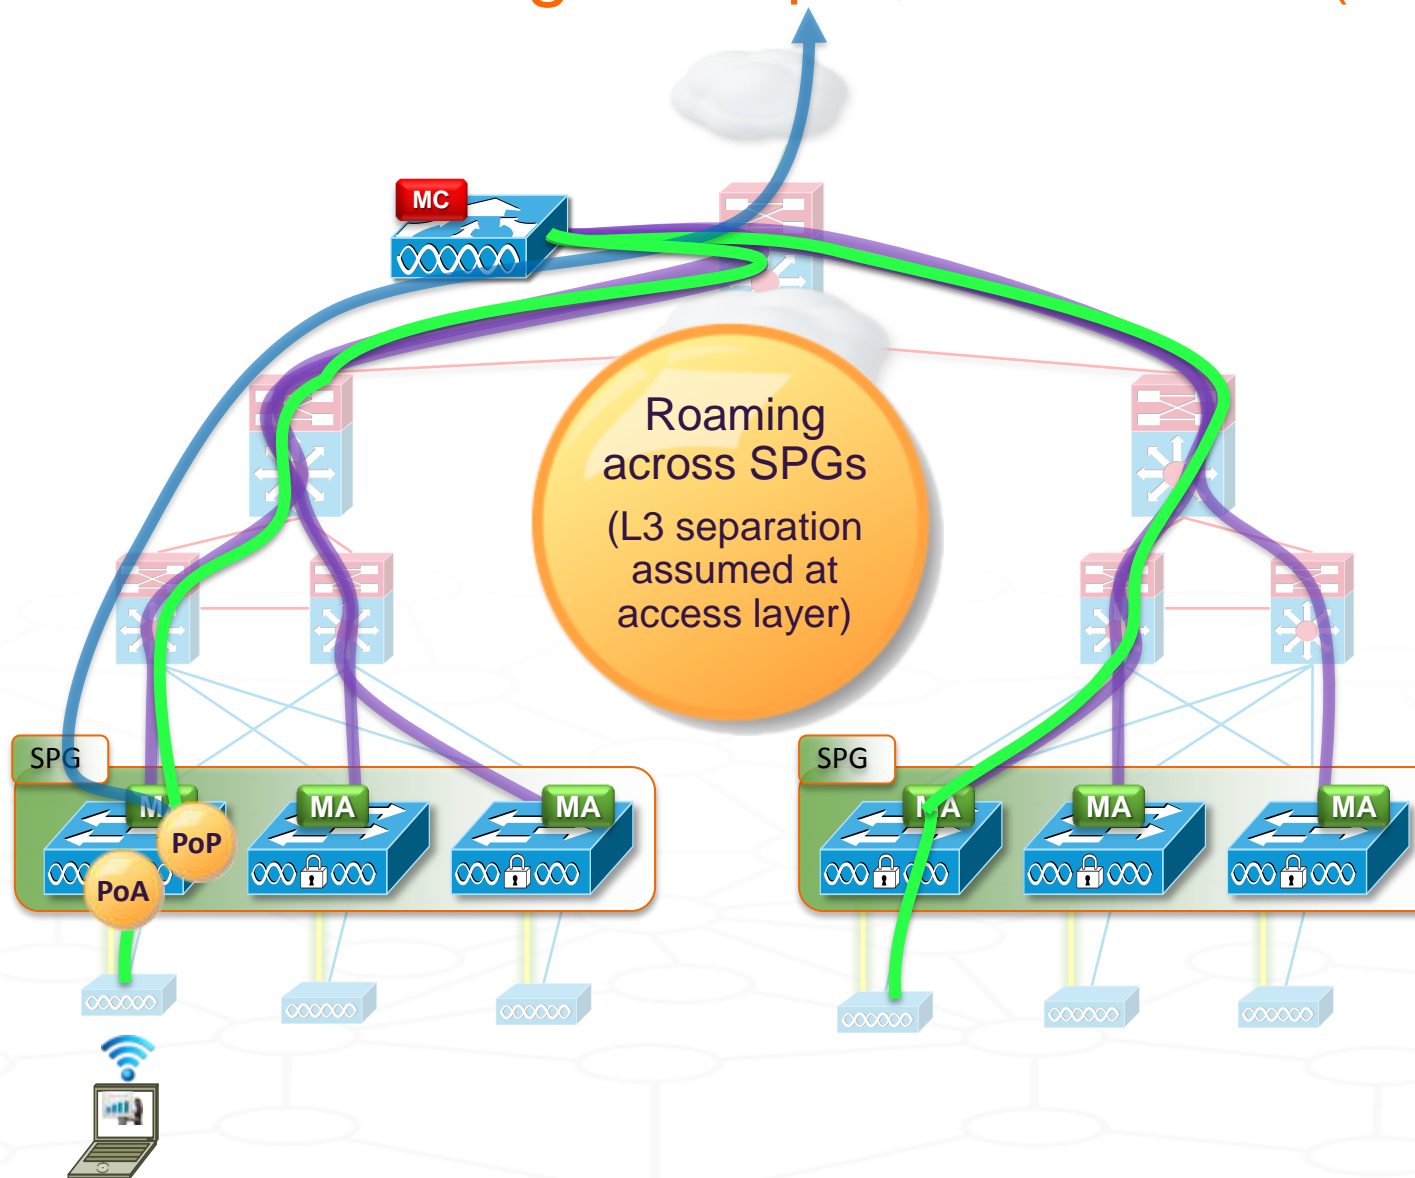 MC
Roaming
across SPGs
(L3 separation
assumed at
access layer)
SPG
SPG
MA
MA
MA
MA
MA
PoP
PoA